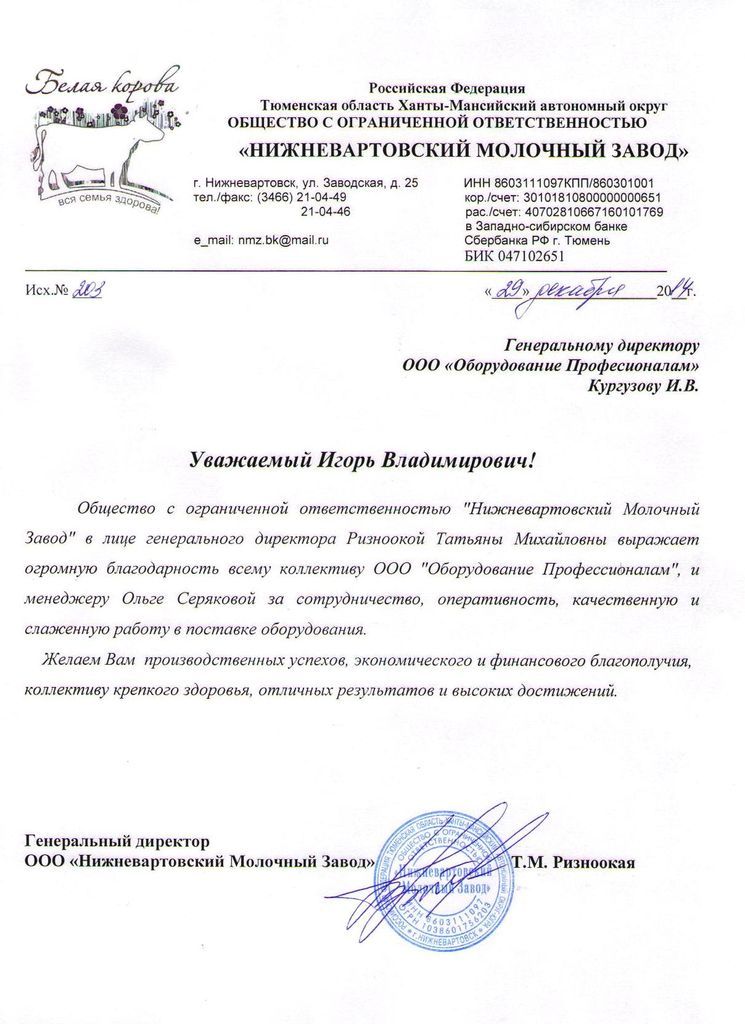 Белая корова
вся семья здорова!
Российская Федерация
Тюменская область Ханты-Мансийский автономный округ
ОБЩЕСТВО С ОГРАНИЧЕННОЙ ОТВЕТСТВЕННОСТЬЮ
«НИЖНЕВАРТОВСКИЙ МОЛОЧНЫЙ ЗАВОД»
г. Нижневартовск, ул. Заводская, д. 25
тел./факс: (3466) 21-04-49
21-04-46
e_mail: nmz.bk@mail.ru
ИНН 8603111097КПП/860301001
кор./счет: 30101810800000000651
рас./счет: 40702810667160101769
в Западно-сибирском банке
Сбербанка РФ г. Тюмень
БИК 047102651
Исх.№ 203
«29» декабря 2014г.
Генеральному директору
ООО «Оборудование Професионалам»
Кургузову И.В.
Уважаемый Игорь Владимирович!
Общество с ограниченной ответственностью "Нижневартовский Молочный
Завод" в лице генерального директора Ризноокой Татьяны Михайловны выражает
огромную благодарность всему коллективу ООО "Оборудование Профессионалам", и
менеджеру Ольге Серяковой за сотрудничество, оперативность, качественную и
слаженную работу в поставке оборудования.
Желаем Вам производственных успехов, экономического и финансового благополучия,
коллективу крепкого здоровья, отличных результатов и высоких достижений.
Генеральный директор
ООО «Нижневартовский Молочный Завод» Т.М. Ризноокая
ОБЩЕСТВО С ОГРАНИЧЕННОЙ
ОТВЕТСТВЕННОСТЬЮ
«Нижневартовский
Молочный Завод»
ИНН 8603111097
ОГРН 1038601756203
г. НИЖНЕВАРТОВСК